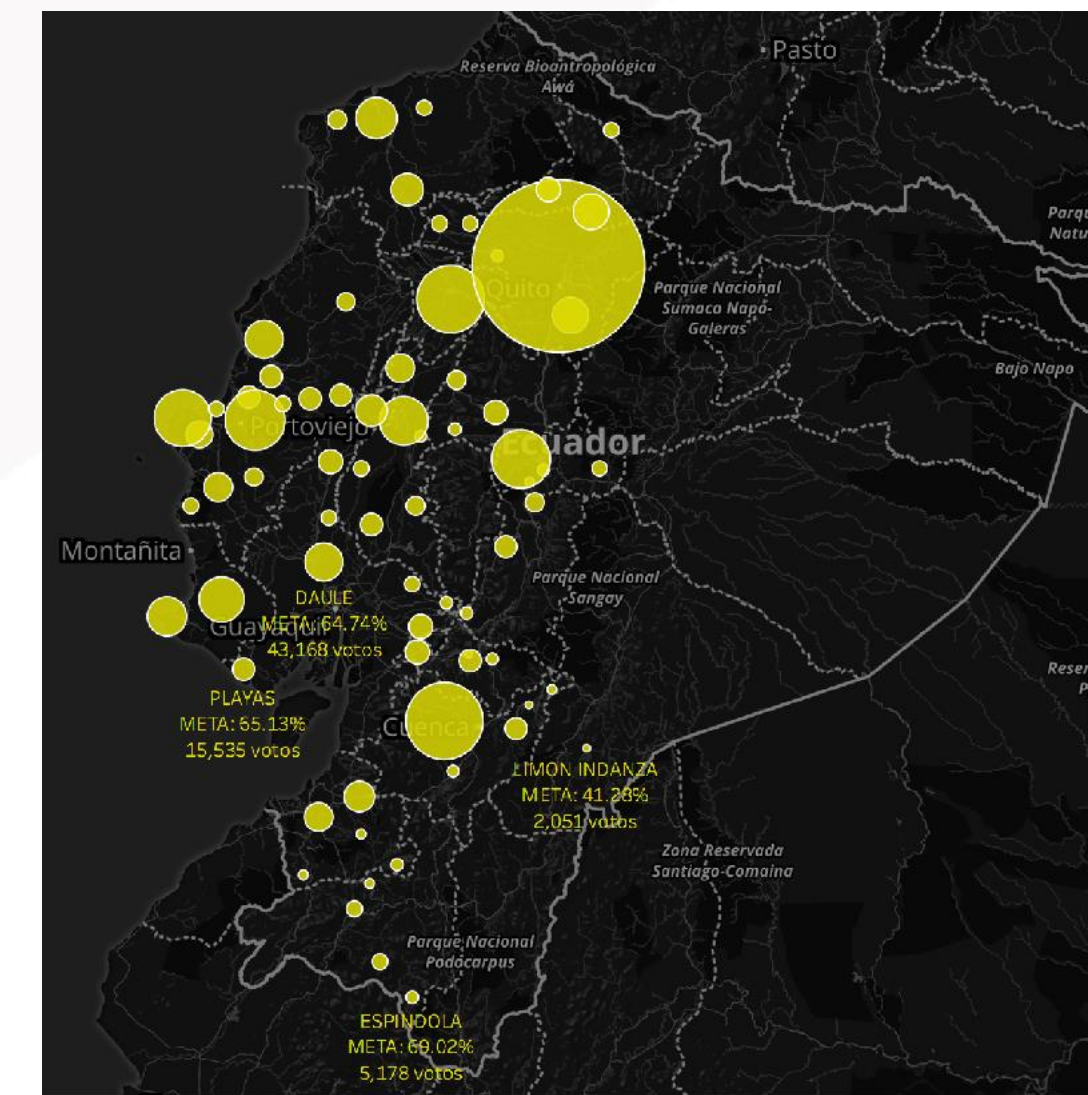 Pasto
Reserva Bioantropológica
Awá
Parqu
Natu
Quito
Parque Nacional
Sumaco Napo-
Galeras
Bajo Napo
Portoviejo
Ecuador
Montañita
Parque Nacional
Sangay
DAULE
META: 64.74%
43,168 votos
Guayaquil
PLAYAS
META: 65.13%
15,535 votos
Reser
P
Cuenca
LIMON INDANZA
META: 41.28%
2,051 votos
Zona Reservada
Santiago-Comaina
Parque Nacional
Podocarpus
ESPINDOLA
META: 69.02%
5,178 votos